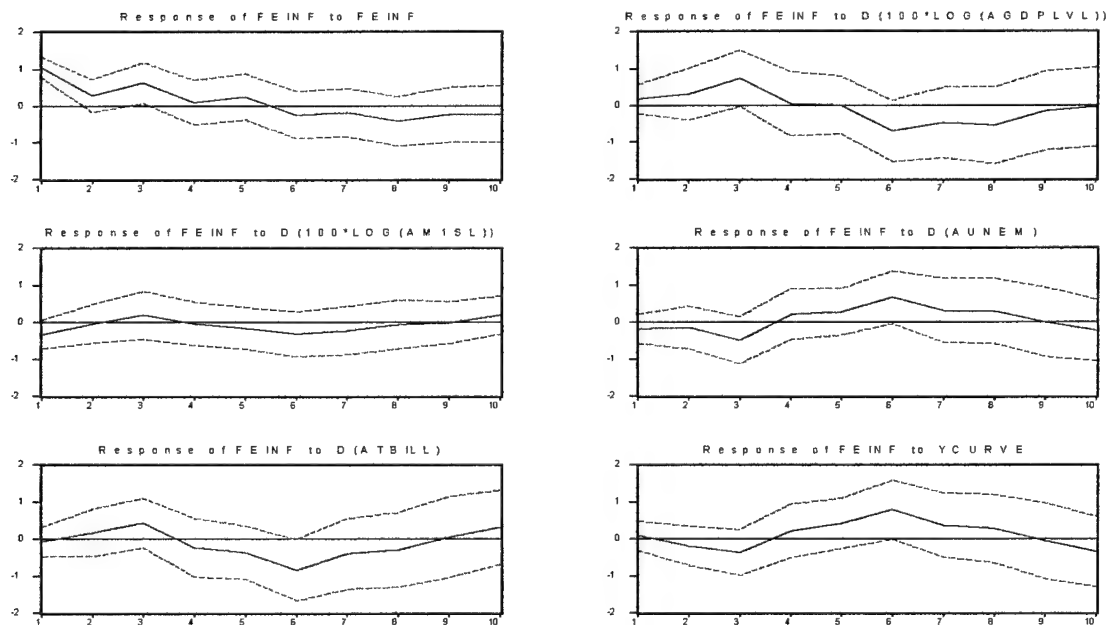 Response of FEINF to FEINF
2
1
0
-1
-2
1 2 3 4 5 6 7 8 9 10
Response of FEINF to D(100*LOG(AGDPLVL))
2
1
0
-1
-2
1 2 3 4 5 6 7 8 9 10
Response of FEINF to D(100*LOG(AM1SL))
2
1
0
-1
-2
1 2 3 4 5 6 7 8 9 10
Response of FEINF to D(AUNEM)
2
1
0
-1
-2
1 2 3 4 5 6 7 8 9 10
Response of FEINF to D(ATBILL)
2
1
0
-1
-2
1 2 3 4 5 6 7 8 9 10
Response of FEINF to YCURVE
2
1
0
-1
-2
1 2 3 4 5 6 7 8 9 10